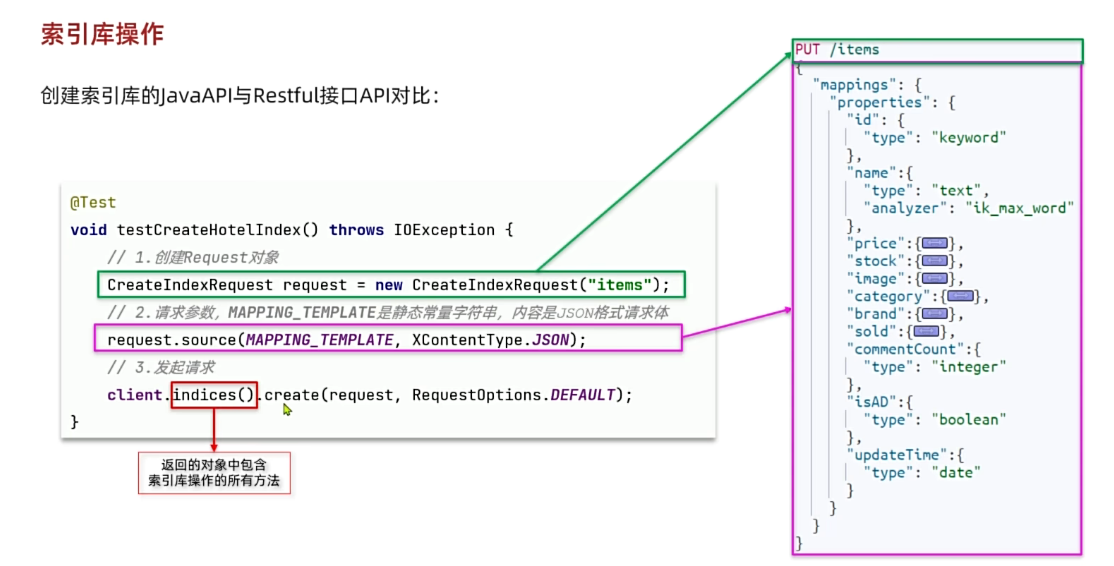 索引库操作
创建索引库的JavaAPI与Restful接口API对比：
@Test
void testCreateHotelIndex() throws IOException {
// 1.创建Request对象
CreateIndexRequest request = new CreateIndexRequest("items");
// 2.请求参数，MAPPING_TEMPLATE是静态常量字符串，内容是JSON格式请求体
request.source(MAPPING_TEMPLATE, XContentType.JSON);
// 3.发起请求
client.indices().create(request, RequestOptions.DEFAULT);
}
返回的对象中包含
索引库操作的所有方法
PUT /items
{
"mappings": {
"properties": {
"id": {
"type": "keyword"
},
"name":{
"type": "text",
"analyzer": "ik_max_word"
},
"price":{},
"stock":{},
"image":{},
"category":{},
"brand":{},
"sold":{},
"commentCount":{
"type": "integer"
},
"isAD":{
"type": "boolean"
},
"updateTime":{
"type": "date"
}
}
}
}